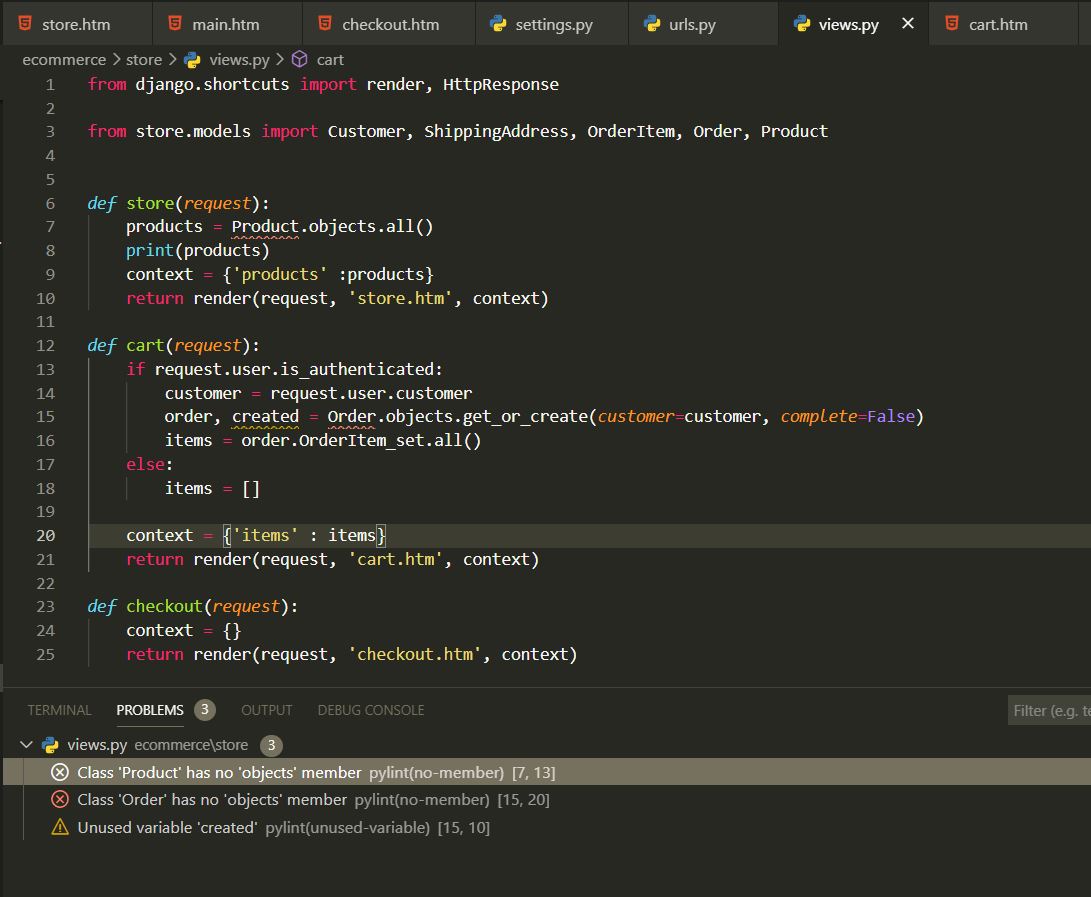 store.htm main.htm checkout.htm settings.py urls.py views.py cart.htm
ecommerce > store > views.py > cart
1 from django.shortcuts import render, HttpResponse
2
3 from store.models import Customer, ShippingAddress, OrderItem, Order, Product
4
5
6 def store(request):
7     products = Product.objects.all()
8     print(products)
9     context = {'products' :products}
10     return render(request, 'store.htm', context)
11
12 def cart(request):
13     if request.user.is_authenticated:
14         customer = request.user.customer
15         order, created = Order.objects.get_or_create(customer=customer, complete=False)
16         items = order.OrderItem_set.all()
17     else:
18         items = []
19
20     context = {'items' : items}
21     return render(request, 'cart.htm', context)
22
23 def checkout(request):
24     context = {}
25     return render(request, 'checkout.htm', context)
TERMINAL PROBLEMS 3 OUTPUT DEBUG CONSOLE Filter (e.g. te
views.py ecommerce\store 3
Class 'Product' has no 'objects' member pylint(no-member) [7, 13]
Class 'Order' has no 'objects' member pylint(no-member) [15, 20]
Unused variable 'created' pylint(unused-variable) [15, 10]